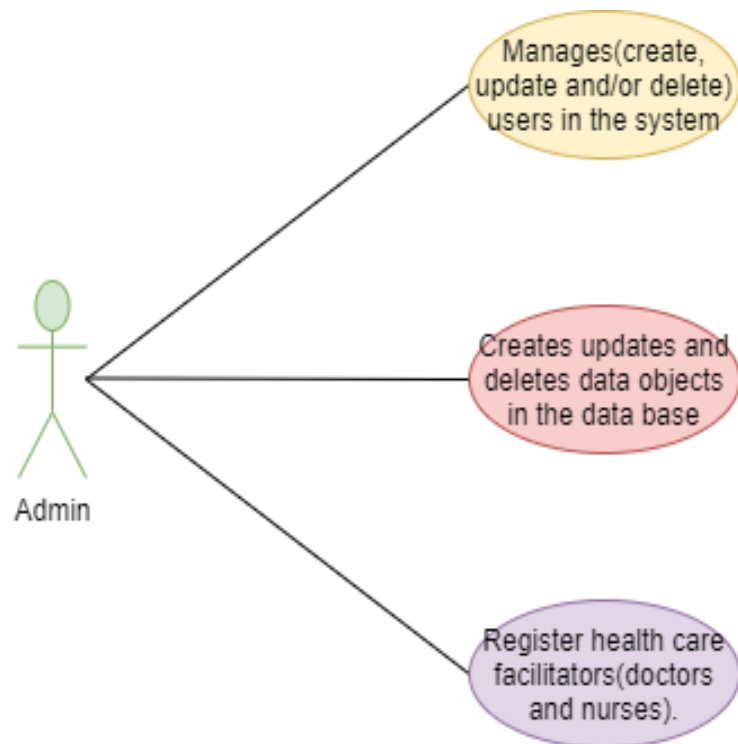 Manages(create,
update and/or delete)
users in the system
Creates updates and
deletes data objects
in the data base
Admin
Register health care
facilitators(doctors
and nurses).